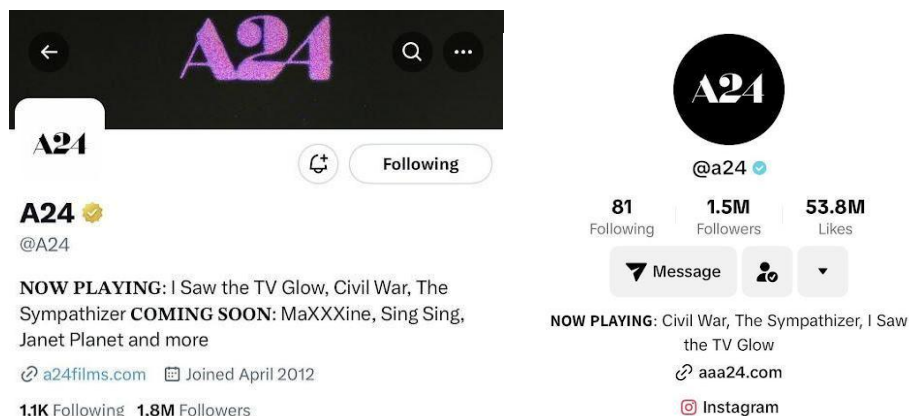 A24
A24
Following
A24
@A24
NOW PLAYING: I Saw the TV Glow, Civil War, The
Sympathizer COMING SOON: MaXXXine, Sing Sing,
Janet Planet and more
a24films.com Joined April 2012
1.1K Following 1.8M Followers
A24
@a24
81 1.5M 53.8M
Following Followers Likes
Message
NOW PLAYING: Civil War, The Sympathizer, I Saw
the TV Glow
aaa24.com
Instagram